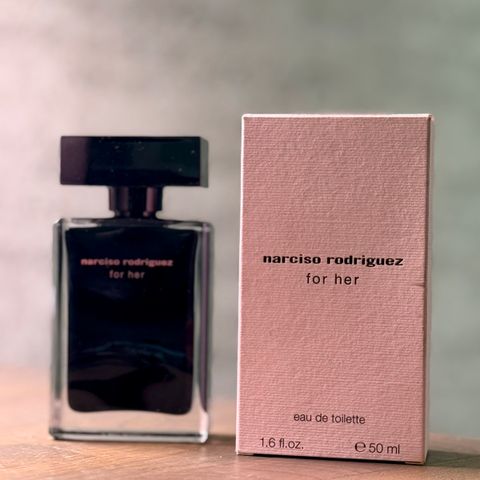 narciso rodriguez
for her
narciso rodriguez
for her
eau de toilette
1.6 fl.oz. ℮ 50 ml